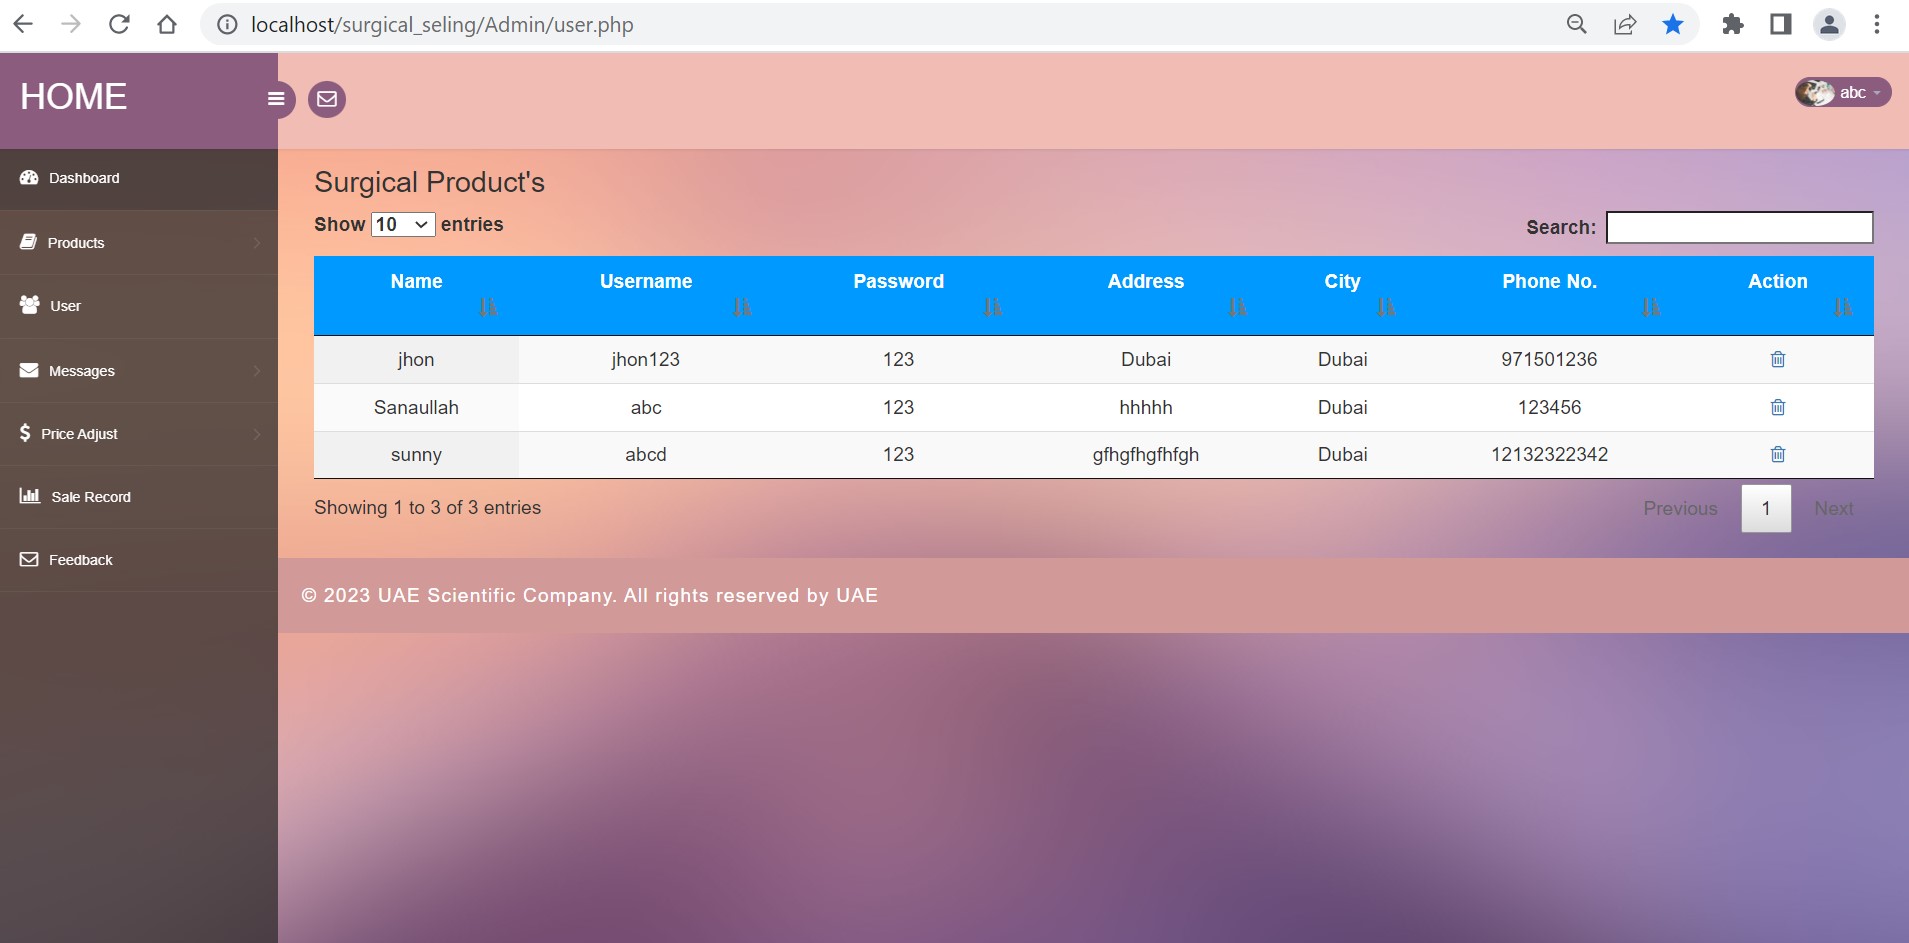 localhost/surgical_seling/Admin/user.php
HOME
abc
Dashboard
Products
User
Messages
Price Adjust
Sale Record
Feedback
Surgical Product's
Show 10 entries
Search:
Name Username Password Address City Phone No. Action
jhon jhon123 123 Dubai Dubai 971501236
Sanaullah abc 123 hhhhh Dubai 123456
sunny abcd 123 gfhgfhgfhfgh Dubai 12132322342
Showing 1 to 3 of 3 entries
Previous 1 Next
© 2023 UAE Scientific Company. All rights reserved by UAE